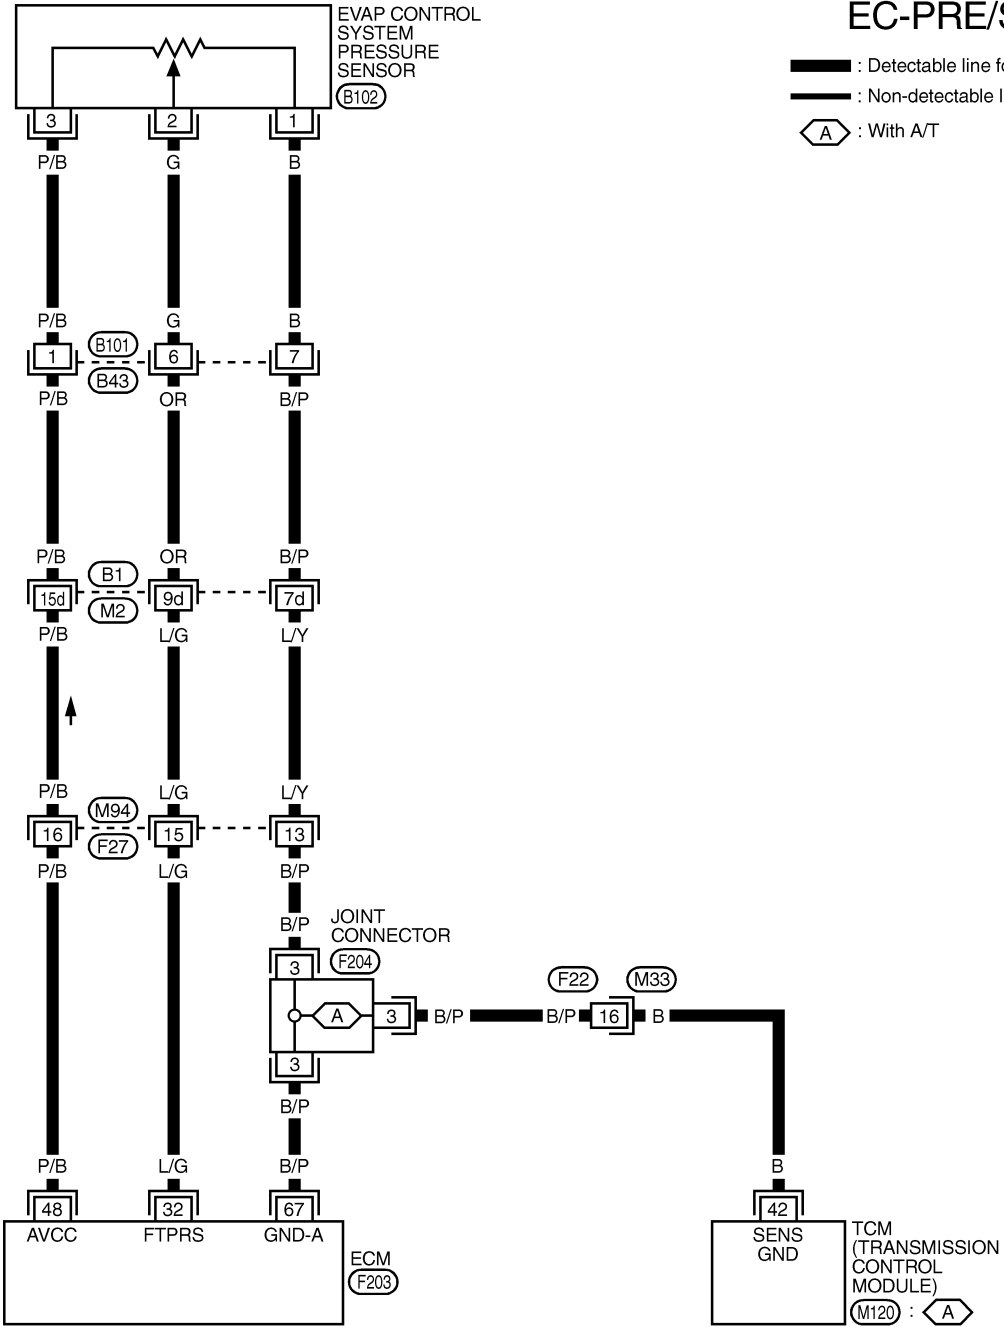 EC-PRE/S
EVAP CONTROL
SYSTEM
PRESSURE
SENSOR
B102
: Detectable line fo
: Non-detectable l
A : With A/T
3 2 1
P/B G B
P/B G B
B101
1 6 7
B43
P/B OR B/P
P/B OR B/P
B1
15d 9d 7d
M2
P/B L/G L/Y
P/B L/G L/Y
M94
16 15 13
F27
P/B L/G B/P
B/P
JOINT
CONNECTOR
F204
3
A 3 B/P B/P 16 B
F22 M33
3
B/P
P/B L/G B/P B
48 32 67 42
AVCC FTPRS GND-A
ECM
F203
SENS
GND
TCM
(TRANSMISSION
CONTROL
MODULE)
M120 : A